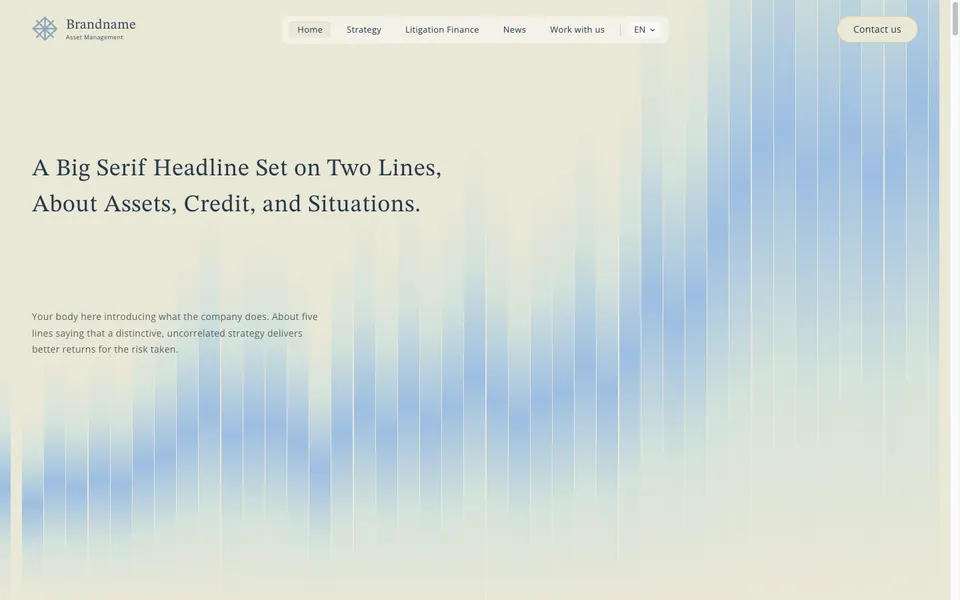 Brandname
Asset Management
Home Strategy Litigation Finance News Work with us EN
Contact us
A Big Serif Headline Set on Two Lines,
About Assets, Credit, and Situations.
Your body here introducing what the company does. About five
lines saying that a distinctive, uncorrelated strategy delivers
better returns for the risk taken.